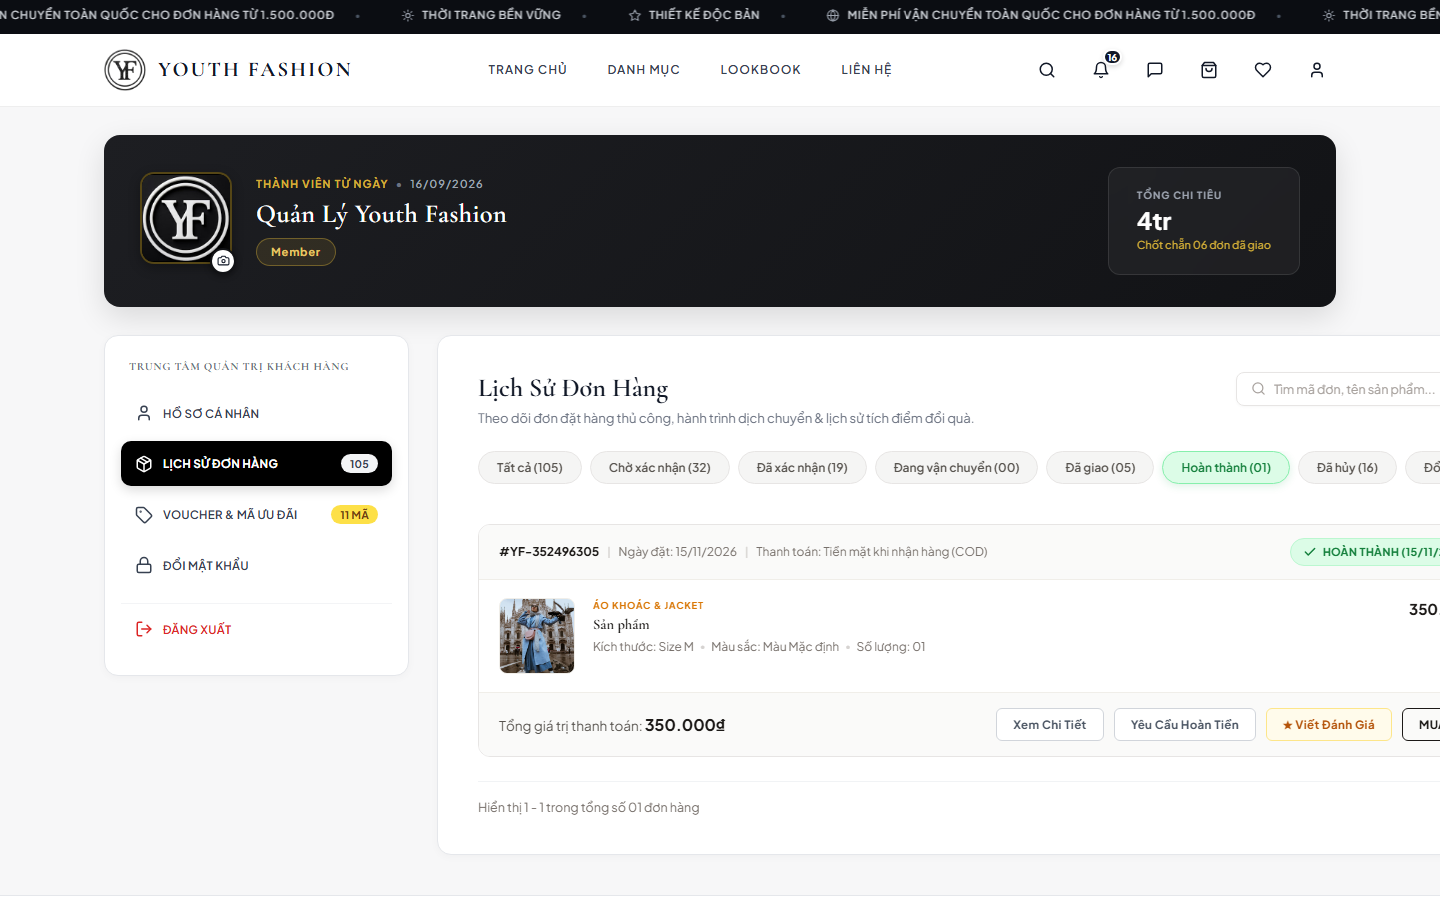 N CHUYỂN TOÀN QUỐC CHO ĐƠN HÀNG TỪ 1.500.000Đ • THỜI TRANG BỀN VỮNG • THIẾT KẾ ĐỘC BẢN • MIỄN PHÍ VẬN CHUYỂN TOÀN QUỐC CHO ĐƠN HÀNG TỪ 1.500.000Đ • THỜI TRANG BỀN
YF YOUTH FASHION TRANG CHỦ DANH MỤC LOOKBOOK LIÊN HỆ 16
THÀNH VIÊN TỪ NGÀY • 16/09/2026
YF
Quản Lý Youth Fashion
Member
TỔNG CHI TIÊU
4tr
Chốt chẵn 06 đơn đã giao
TRUNG TÂM QUẢN TRỊ KHÁCH HÀNG
HỒ SƠ CÁ NHÂN
LỊCH SỬ ĐƠN HÀNG 105
VOUCHER & MÃ ƯU ĐÃI 11 MÃ
ĐỔI MẬT KHẨU
ĐĂNG XUẤT
Lịch Sử Đơn Hàng
Theo dõi đơn đặt hàng thủ công, hành trình dịch chuyển & lịch sử tích điểm đổi quà.
Tìm mã đơn, tên sản phẩm...
Tất cả (105) Chờ xác nhận (32) Đã xác nhận (19) Đang vận chuyển (00) Đã giao (05) Hoàn thành (01) Đã hủy (16) Đổ
#YF-352496305 | Ngày đặt: 15/11/2026 | Thanh toán: Tiền mặt khi nhận hàng (COD) HOÀN THÀNH (15/11/
ÁO KHOÁC & JACKET
Sản phẩm
350.
Kích thước: Size M • Màu sắc: Màu Mặc định • Số lượng: 01
Tổng giá trị thanh toán: 350.000₫ Xem Chi Tiết Yêu Cầu Hoàn Tiền ★ Viết Đánh Giá MU
Hiển thị 1 - 1 trong tổng số 01 đơn hàng